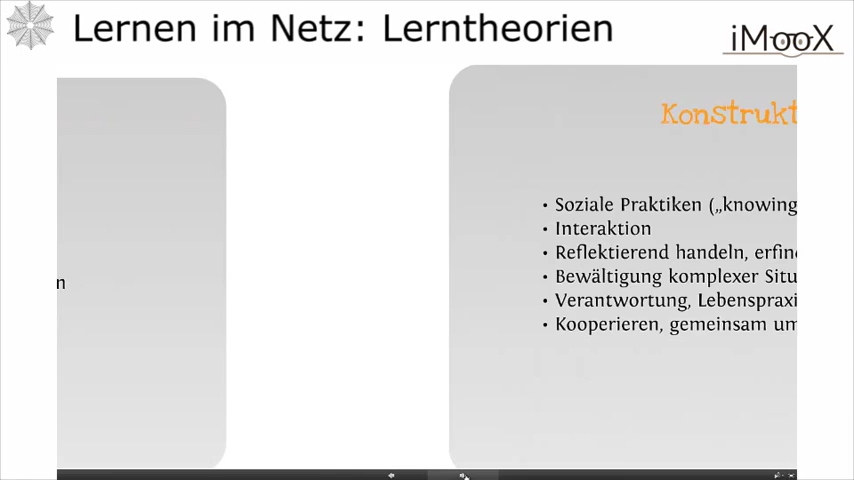 Lernen im Netz: Lerntheorien
iMooX
Konstrukt
• Soziale Praktiken („knowing
• Interaktion
• Reflektierend handeln, erfin
• Bewältigung komplexer Situ
n
• Verantwortung, Lebenspraxi
• Kooperieren, gemeinsam um